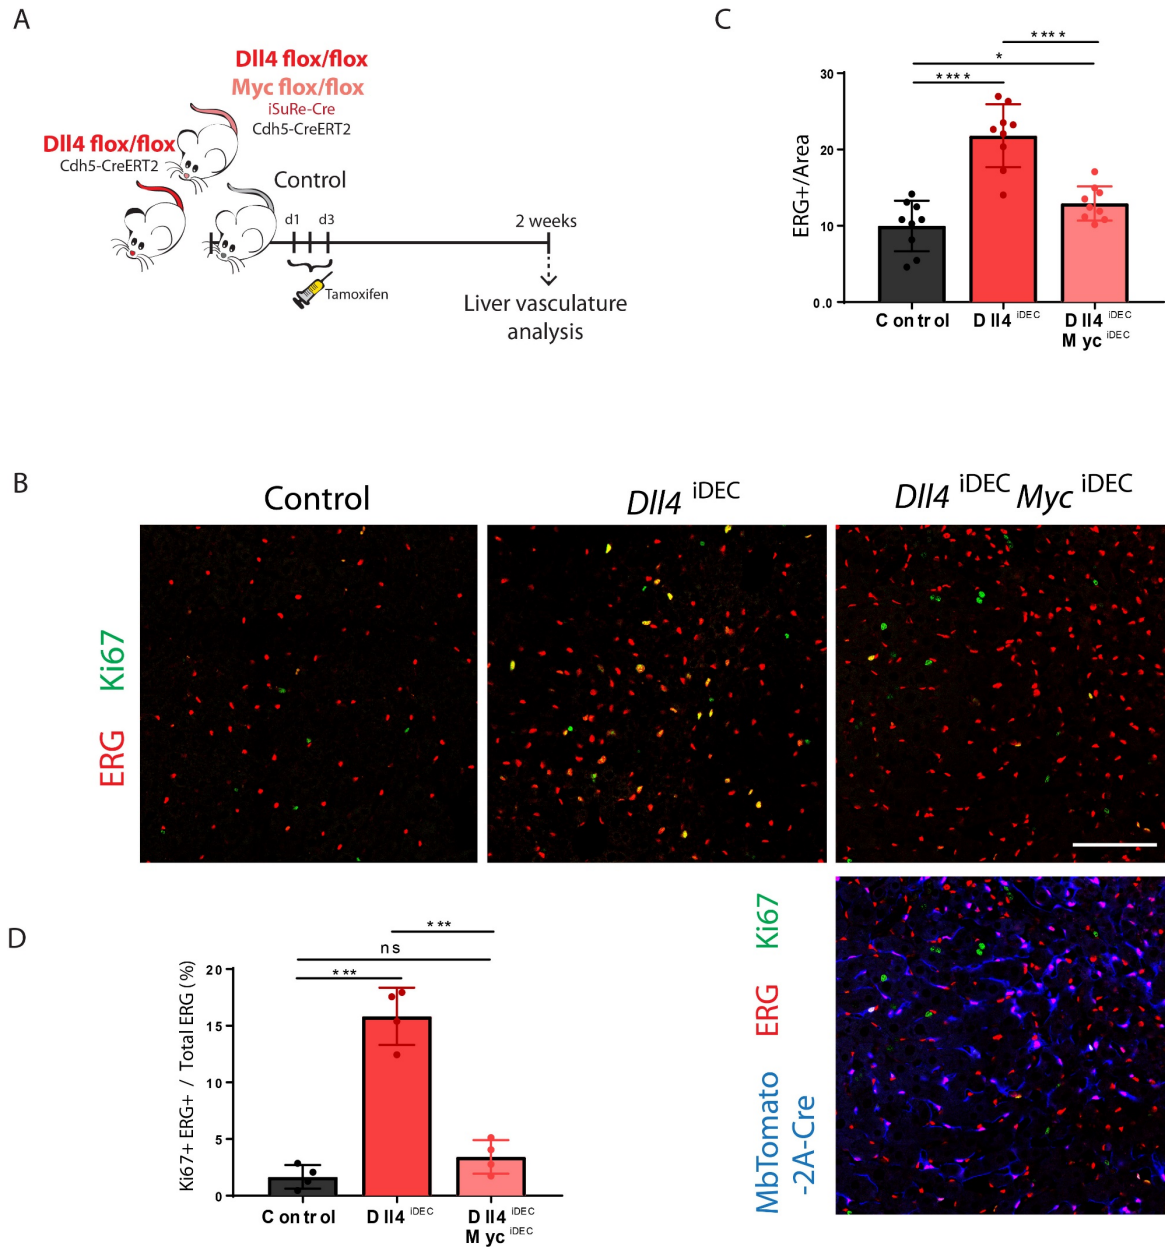 A
Dll4 flox/flox
Myc flox/flox
iSuRe-Cre
Cdh5-CreERT2
Dll4 flox/flox
Cdh5-CreERT2
Control
d1 d3
2 weeks
Tamoxifen
Liver vasculature
analysis
C
****
*
****
30
20
10
0.0
ERG+/Area
Control
Dll4 iDEC
Dll4 iDEC
Myc iDEC
B
Control
Dll4 iDEC
Dll4 iDEC Myc iDEC
ERG Ki67
MbTomato
-2A-Cre
ERG Ki67
D
***
ns
***
20
15
10
5
0
Ki67+ ERG+ / Total ERG (%)
Control
Dll4 iDEC
Dll4 iDEC
Myc iDEC